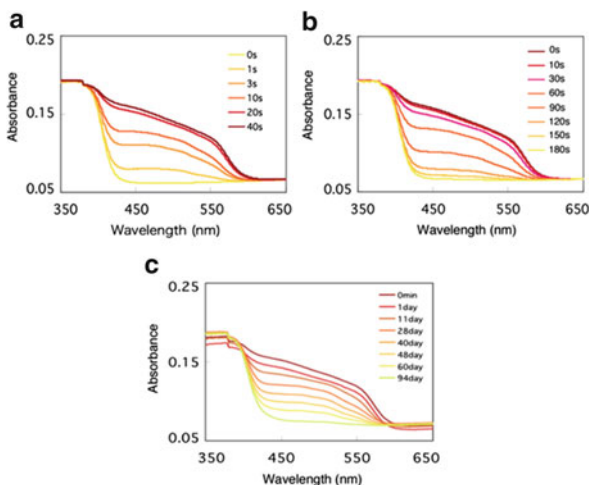 a
0.25
0.15
0.05
Absorbance
0s
1s
3s
10s
20s
40s
350 450 550 650
Wavelength (nm)
b
0.25
0.15
0.05
Absorbance
0s
10s
30s
60s
90s
120s
150s
180s
350 450 550 650
Wavelength (nm)
c
0.25
0.15
0.05
Absorbance
0min
1day
11day
28day
40day
48day
60day
94day
350 450 550 650
Wavelength (nm)